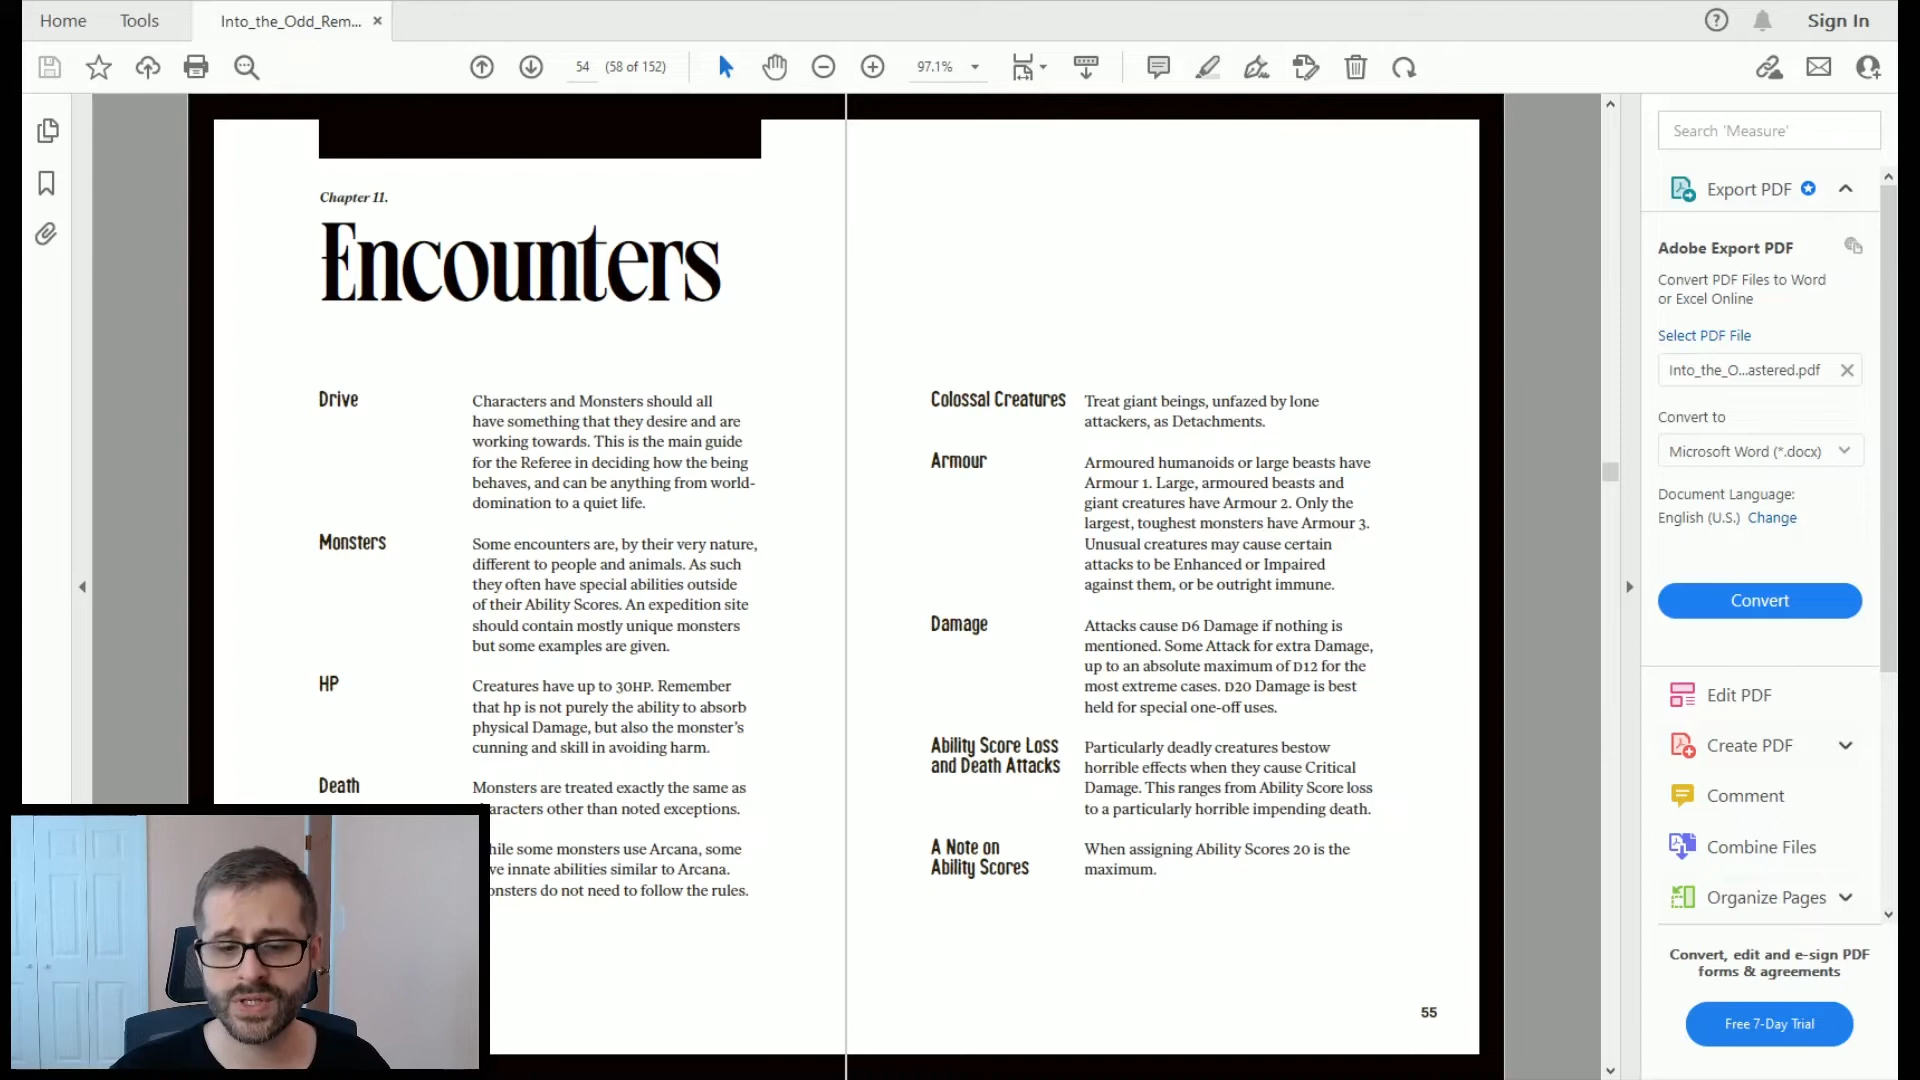 Home
Tools
Into_the_Odd_Rem...
Sign In
54
(58 of 152)
97.1%
Chapter 11.
Encounters
Drive
Characters and Monsters should all
have something that they desire and are
working towards. This is the main guide
for the Referee in deciding how the being
behaves, and can be anything from world-
domination to a quiet life.
Monsters
Some encounters are, by their very nature,
different to people and animals. As such
they often have special abilities outside
of their Ability Scores. An expedition site
should contain mostly unique monsters
but some examples are given.
HP
Creatures have up to 30HP. Remember
that hp is not purely the ability to absorb
physical Damage, but also the monster's
cunning and skill in avoiding harm.
Death
Monsters are treated exactly the same as
aracters other than noted exceptions.
hile some monsters use Arcana, some
ve innate abilities similar to Arcana.
onsters do not need to follow the rules.
Colossal Creatures
Treat giant beings, unfazed by lone
attackers, as Detachments.
Armour
Armoured humanoids or large beasts have
Armour 1. Large, armoured beasts and
giant creatures have Armour 2. Only the
largest, toughest monsters have Armour 3.
Unusual creatures may cause certain
attacks to be Enhanced or Impaired
against them, or be outright immune.
Damage
Attacks cause D6 Damage if nothing is
mentioned. Some Attack for extra Damage,
up to an absolute maximum of D12 for the
most extreme cases. D20 Damage is best
held for special one-off uses.
Ability Score Loss
and Death Attacks
Particularly deadly creatures bestow
horrible effects when they cause Critical
Damage. This ranges from Ability Score loss
to a particularly horrible impending death.
A Note on
Ability Scores
When assigning Ability Scores 20 is the
maximum.
55
Search 'Measure'
Export PDF
Adobe Export PDF
Convert PDF Files to Word
or Excel Online
Select PDF File
Into_the_O...astered.pdf
Convert to
Microsoft Word (*.docx)
Document Language:
English (U.S.) Change
Convert
Edit PDF
Create PDF
Comment
Combine Files
Organize Pages
Convert, edit and e-sign PDF
forms & agreements
Free 7-Day Trial